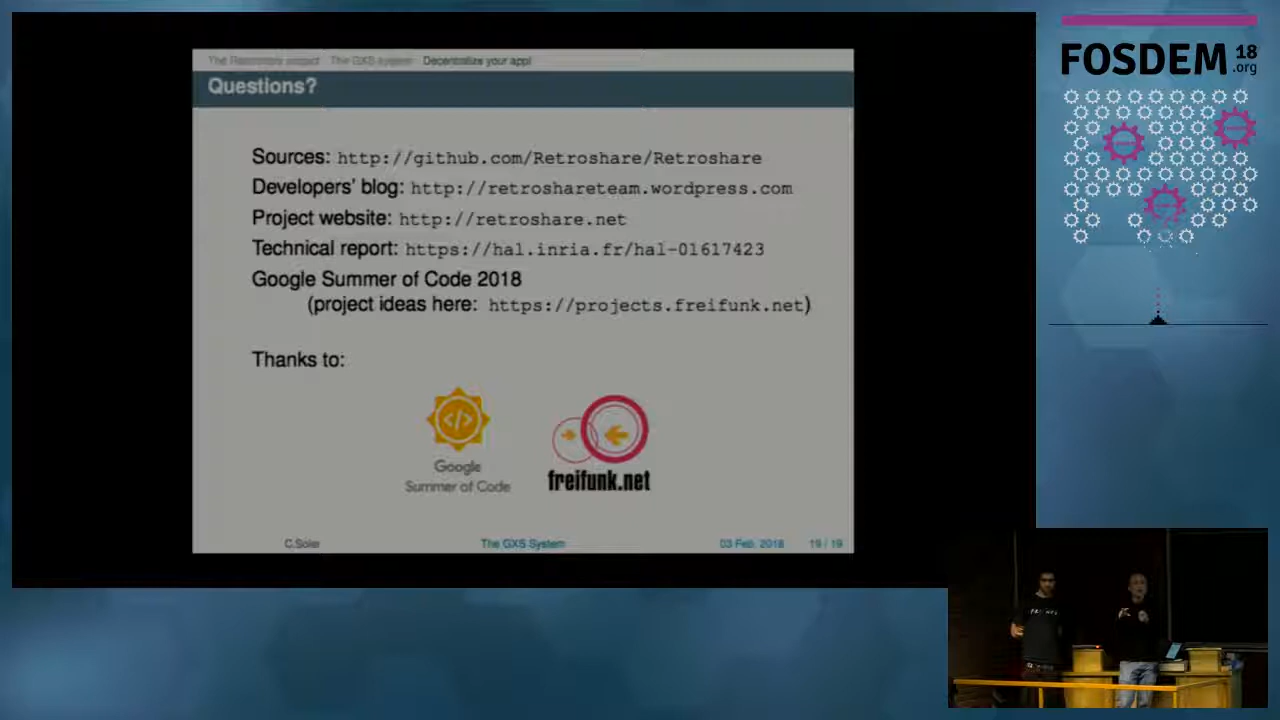 The Retroshare project The GXS system Decentralize your app!
Questions?
Sources: http://github.com/Retroshare/Retroshare
Developers' blog: http://retroshareteam.wordpress.com
Project website: http://retroshare.net
Technical report: https://hal.inria.fr/hal-01617423
Google Summer of Code 2018
(project ideas here: https://projects.freifunk.net)
Thanks to:
</>
Google
Summer of Code
freifunk.net
C.Soler The GXS System 03 Feb. 2018 19 / 19
FOSDEM 18
.org